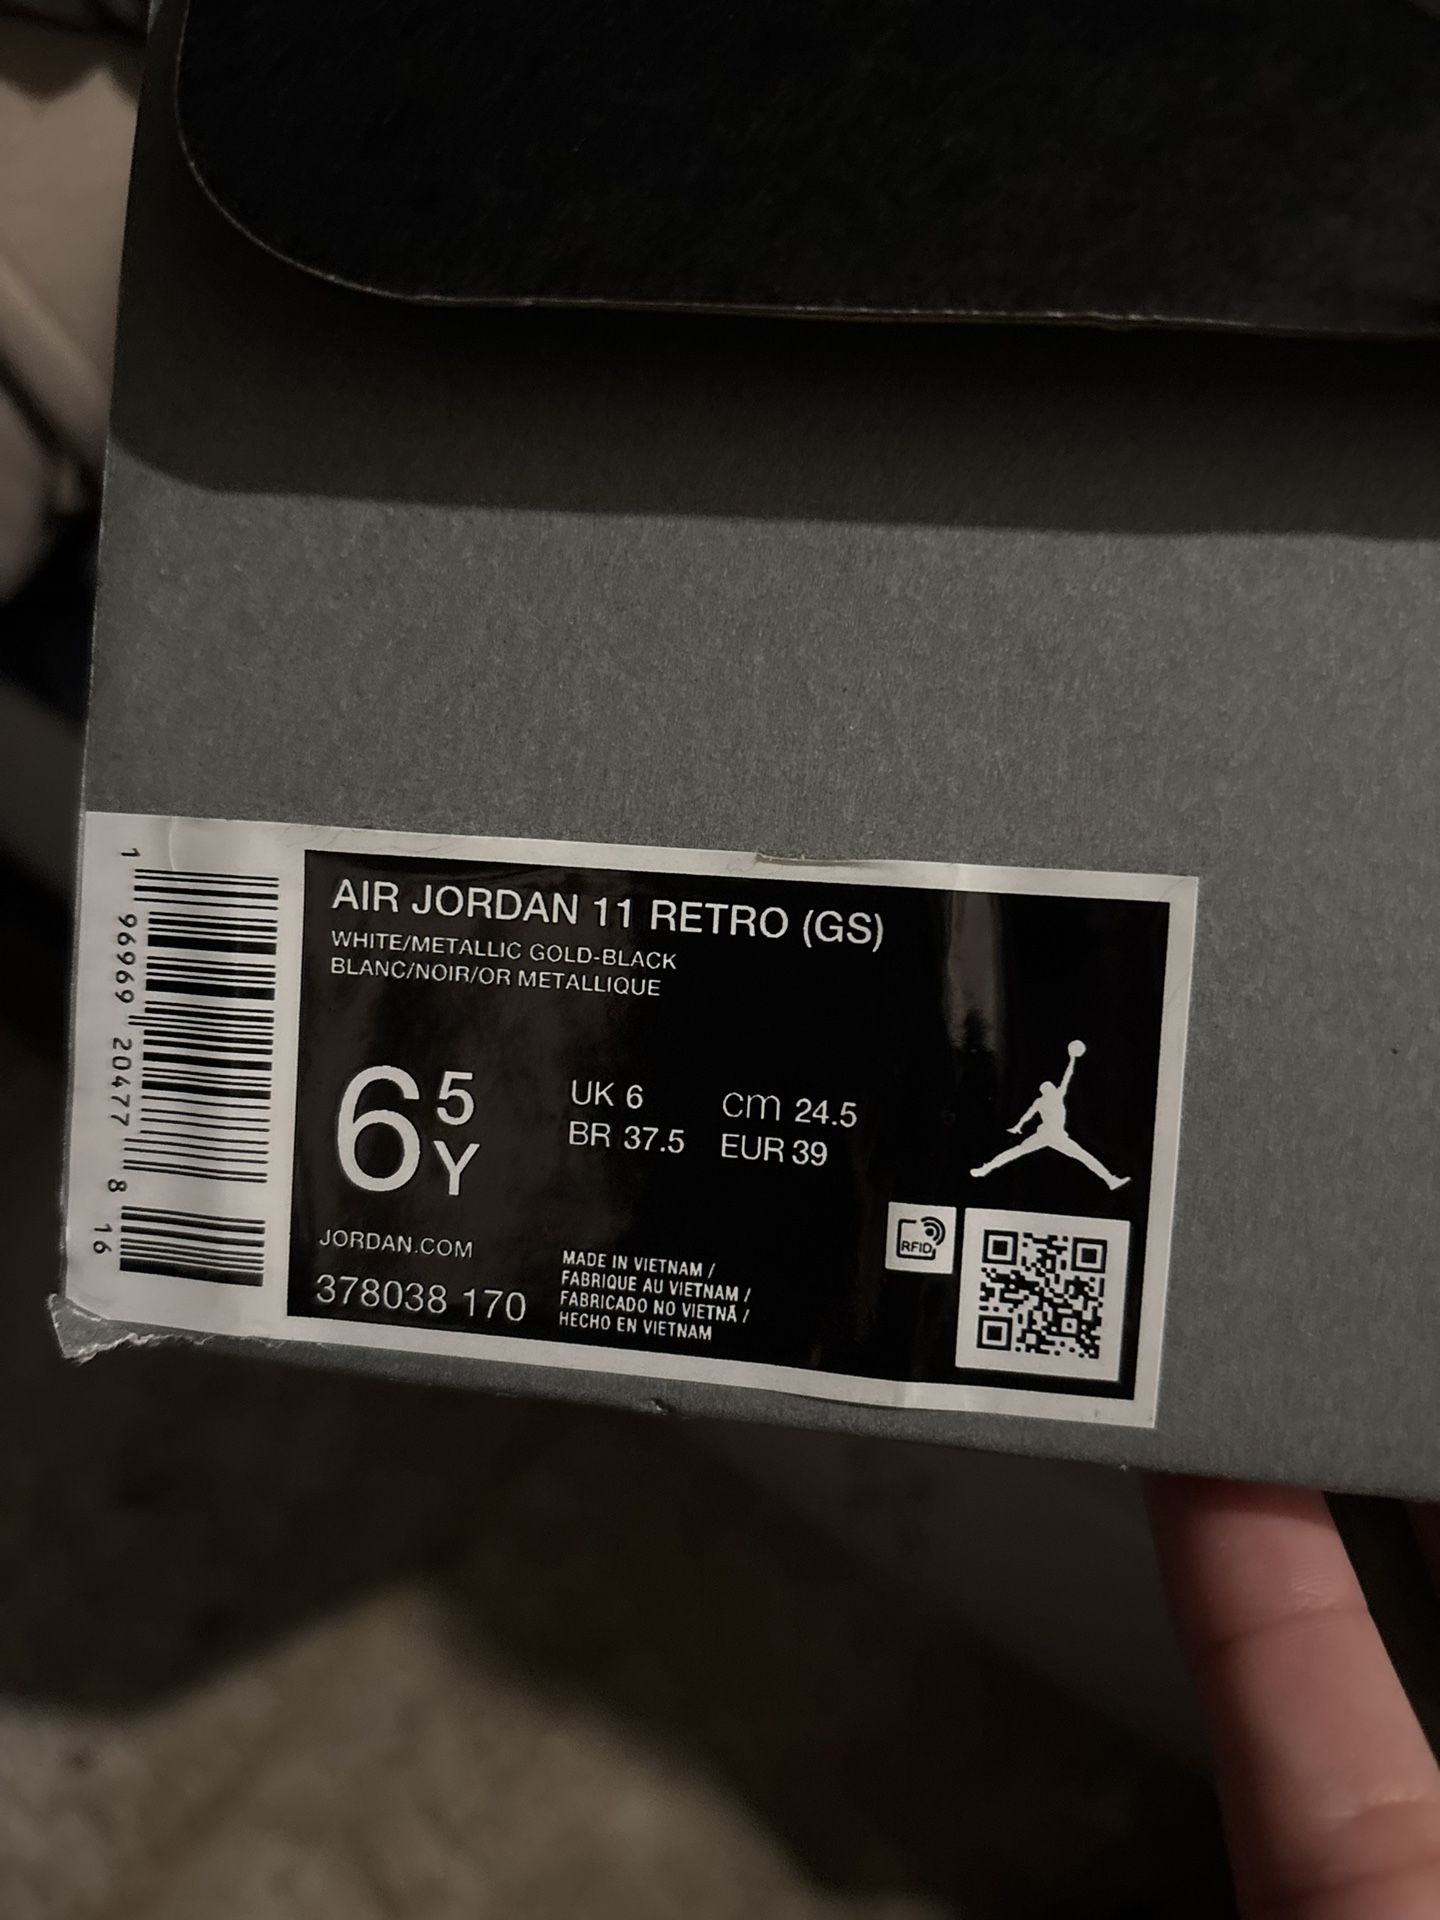 AIR JORDAN 11 RETRO (GS)
WHITE/METALLIC GOLD-BLACK
BLANC/NOIR/OR METALLIQUE
6 5 Y
UK 6 cm 24.5
BR 37.5 EUR 39
JORDAN.COM
378038 170
MADE IN VIETNAM /
FABRIQUE AU VIETNAM /
FABRICADO NO VIETNÃ /
HECHO EN VIETNAM
RFID
1 96969 20477 8 16